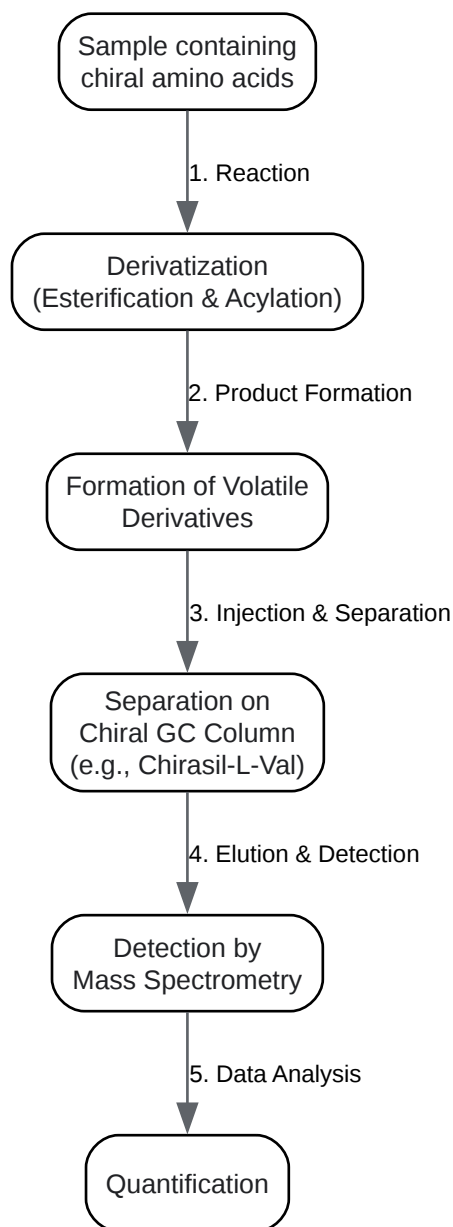 Sample containing
chiral amino acids
1. Reaction
Derivatization
(Esterification & Acylation)
2. Product Formation
Formation of Volatile
Derivatives
3. Injection & Separation
Separation on
Chiral GC Column
(e.g., Chirasil-L-Val)
4. Elution & Detection
Detection by
Mass Spectrometry
5. Data Analysis
Quantification